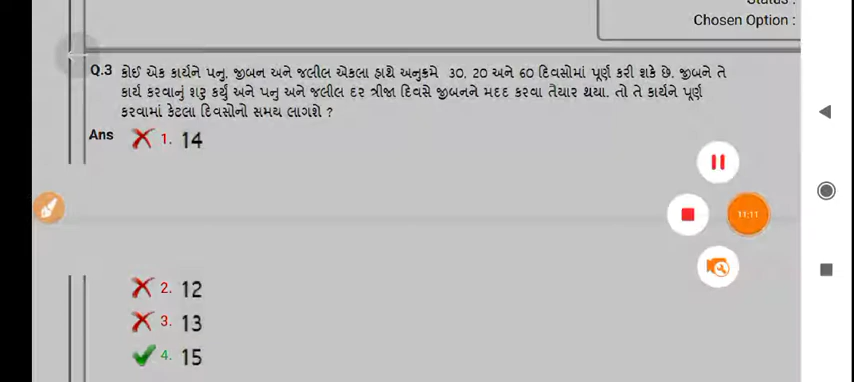 Status :
Chosen Option :
Q.3 કોઈ એક કાર્યને પનુ, જીબન અને જલીલ એકલા હાથે અનુક્રમે 30, 20 અને 60 દિવસોમાં પૂર્ણ કરી શકે છે. જીબને તે
કાર્ય કરવાનું શરુ કર્યું અને પનુ અને જલીલ દર ત્રીજા દિવસે જીબનને મદદ કરવા તૈયાર થયા. તો તે કાર્યને પૂર્ણ
કરવામાં કેટલા દિવસોનો સમય લાગશે ?
Ans 1. 14
11:11
2. 12
3. 13
4. 15